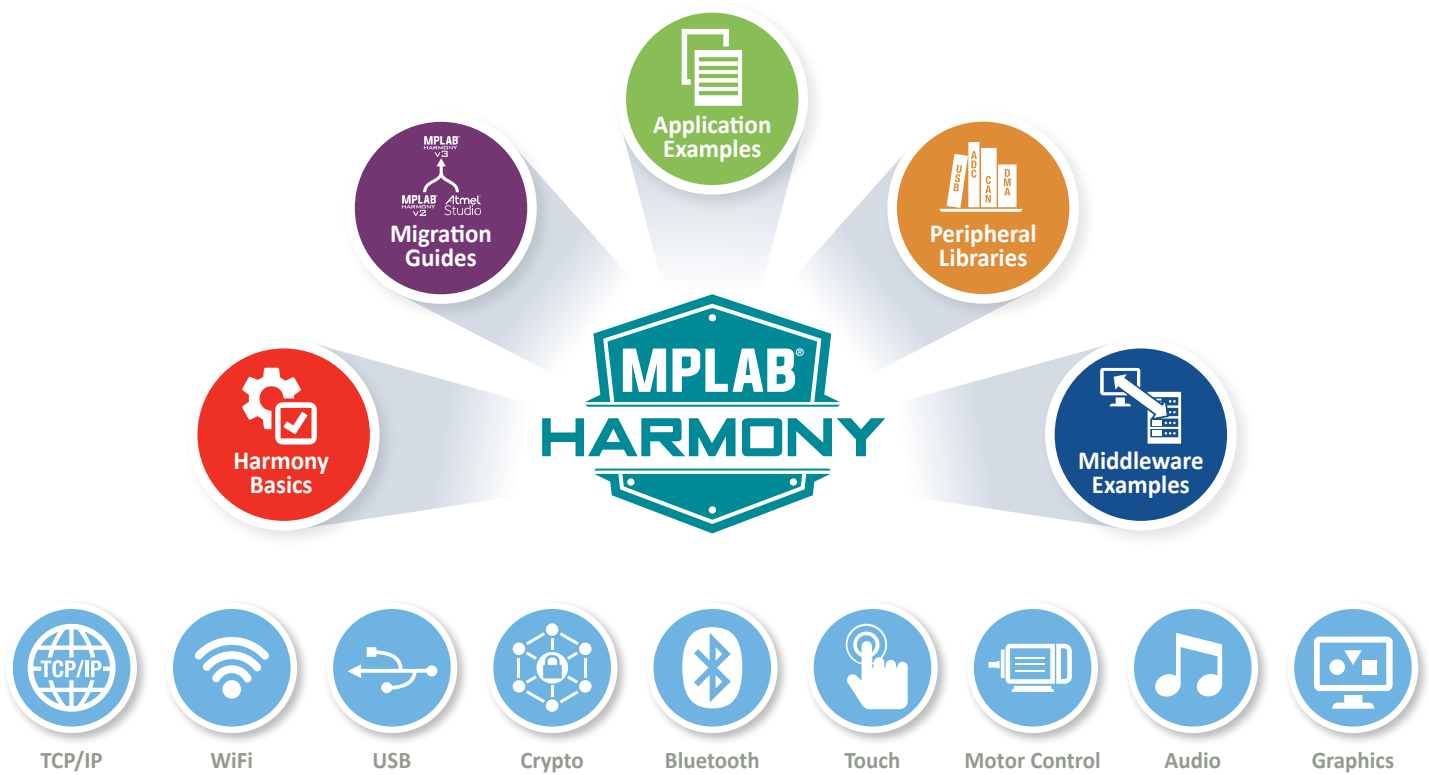 Application
Examples
MPLAB®
HARMONY
v3
MPLAB®
HARMONY
v2
Atmel
Studio
Migration
Guides
USB
ADC
CAN
DMA
Peripheral
Libraries
MPLAB®
HARMONY
Harmony
Basics
Middleware
Examples
TCP/IP
TCP/IP
WiFi
USB
Crypto
Bluetooth
Touch
Motor Control
Audio
Graphics